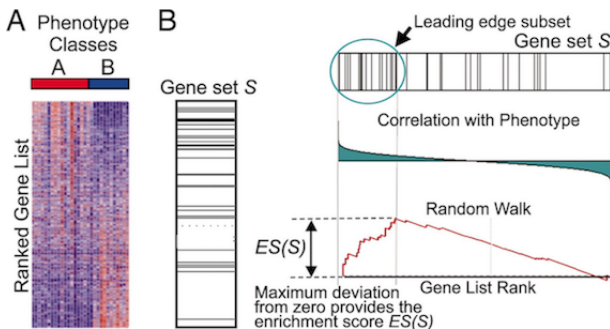 A
Phenotype
Classes
A
B
Ranked Gene List
B
Gene set S
Leading edge subset
Gene set S
Correlation with Phenotype
Random Walk
ES(S)
Gene List Rank
Maximum deviation
from zero provides the
enrichment score ES(S)